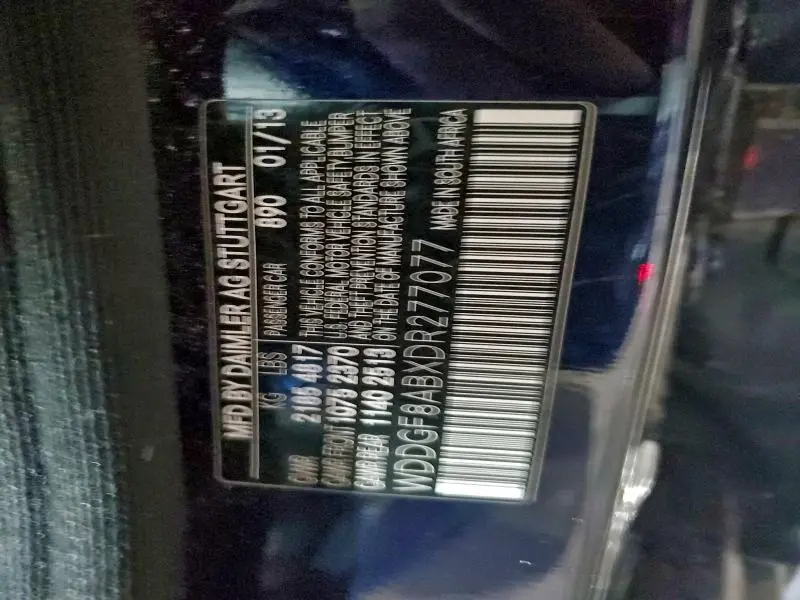 MFD BY DAIMLER AG STUTTGART
KG LBS PASSENGER CAR 890 01/13
GVWR 2185 4817
GAWR FRONT 1075 2370
GAWR REAR 1140 2513
THIS VEHICLE CONFORMS TO ALL APPLICABLE
U.S. FEDERAL MOTOR VEHICLE SAFETY, BUMPER
AND THEFT PREVENTION STANDARDS IN EFFECT
ON THE DATE OF MANUFACTURE SHOWN ABOVE
WDDGF8ABXDR277077 MADE IN SOUTH AFRICA